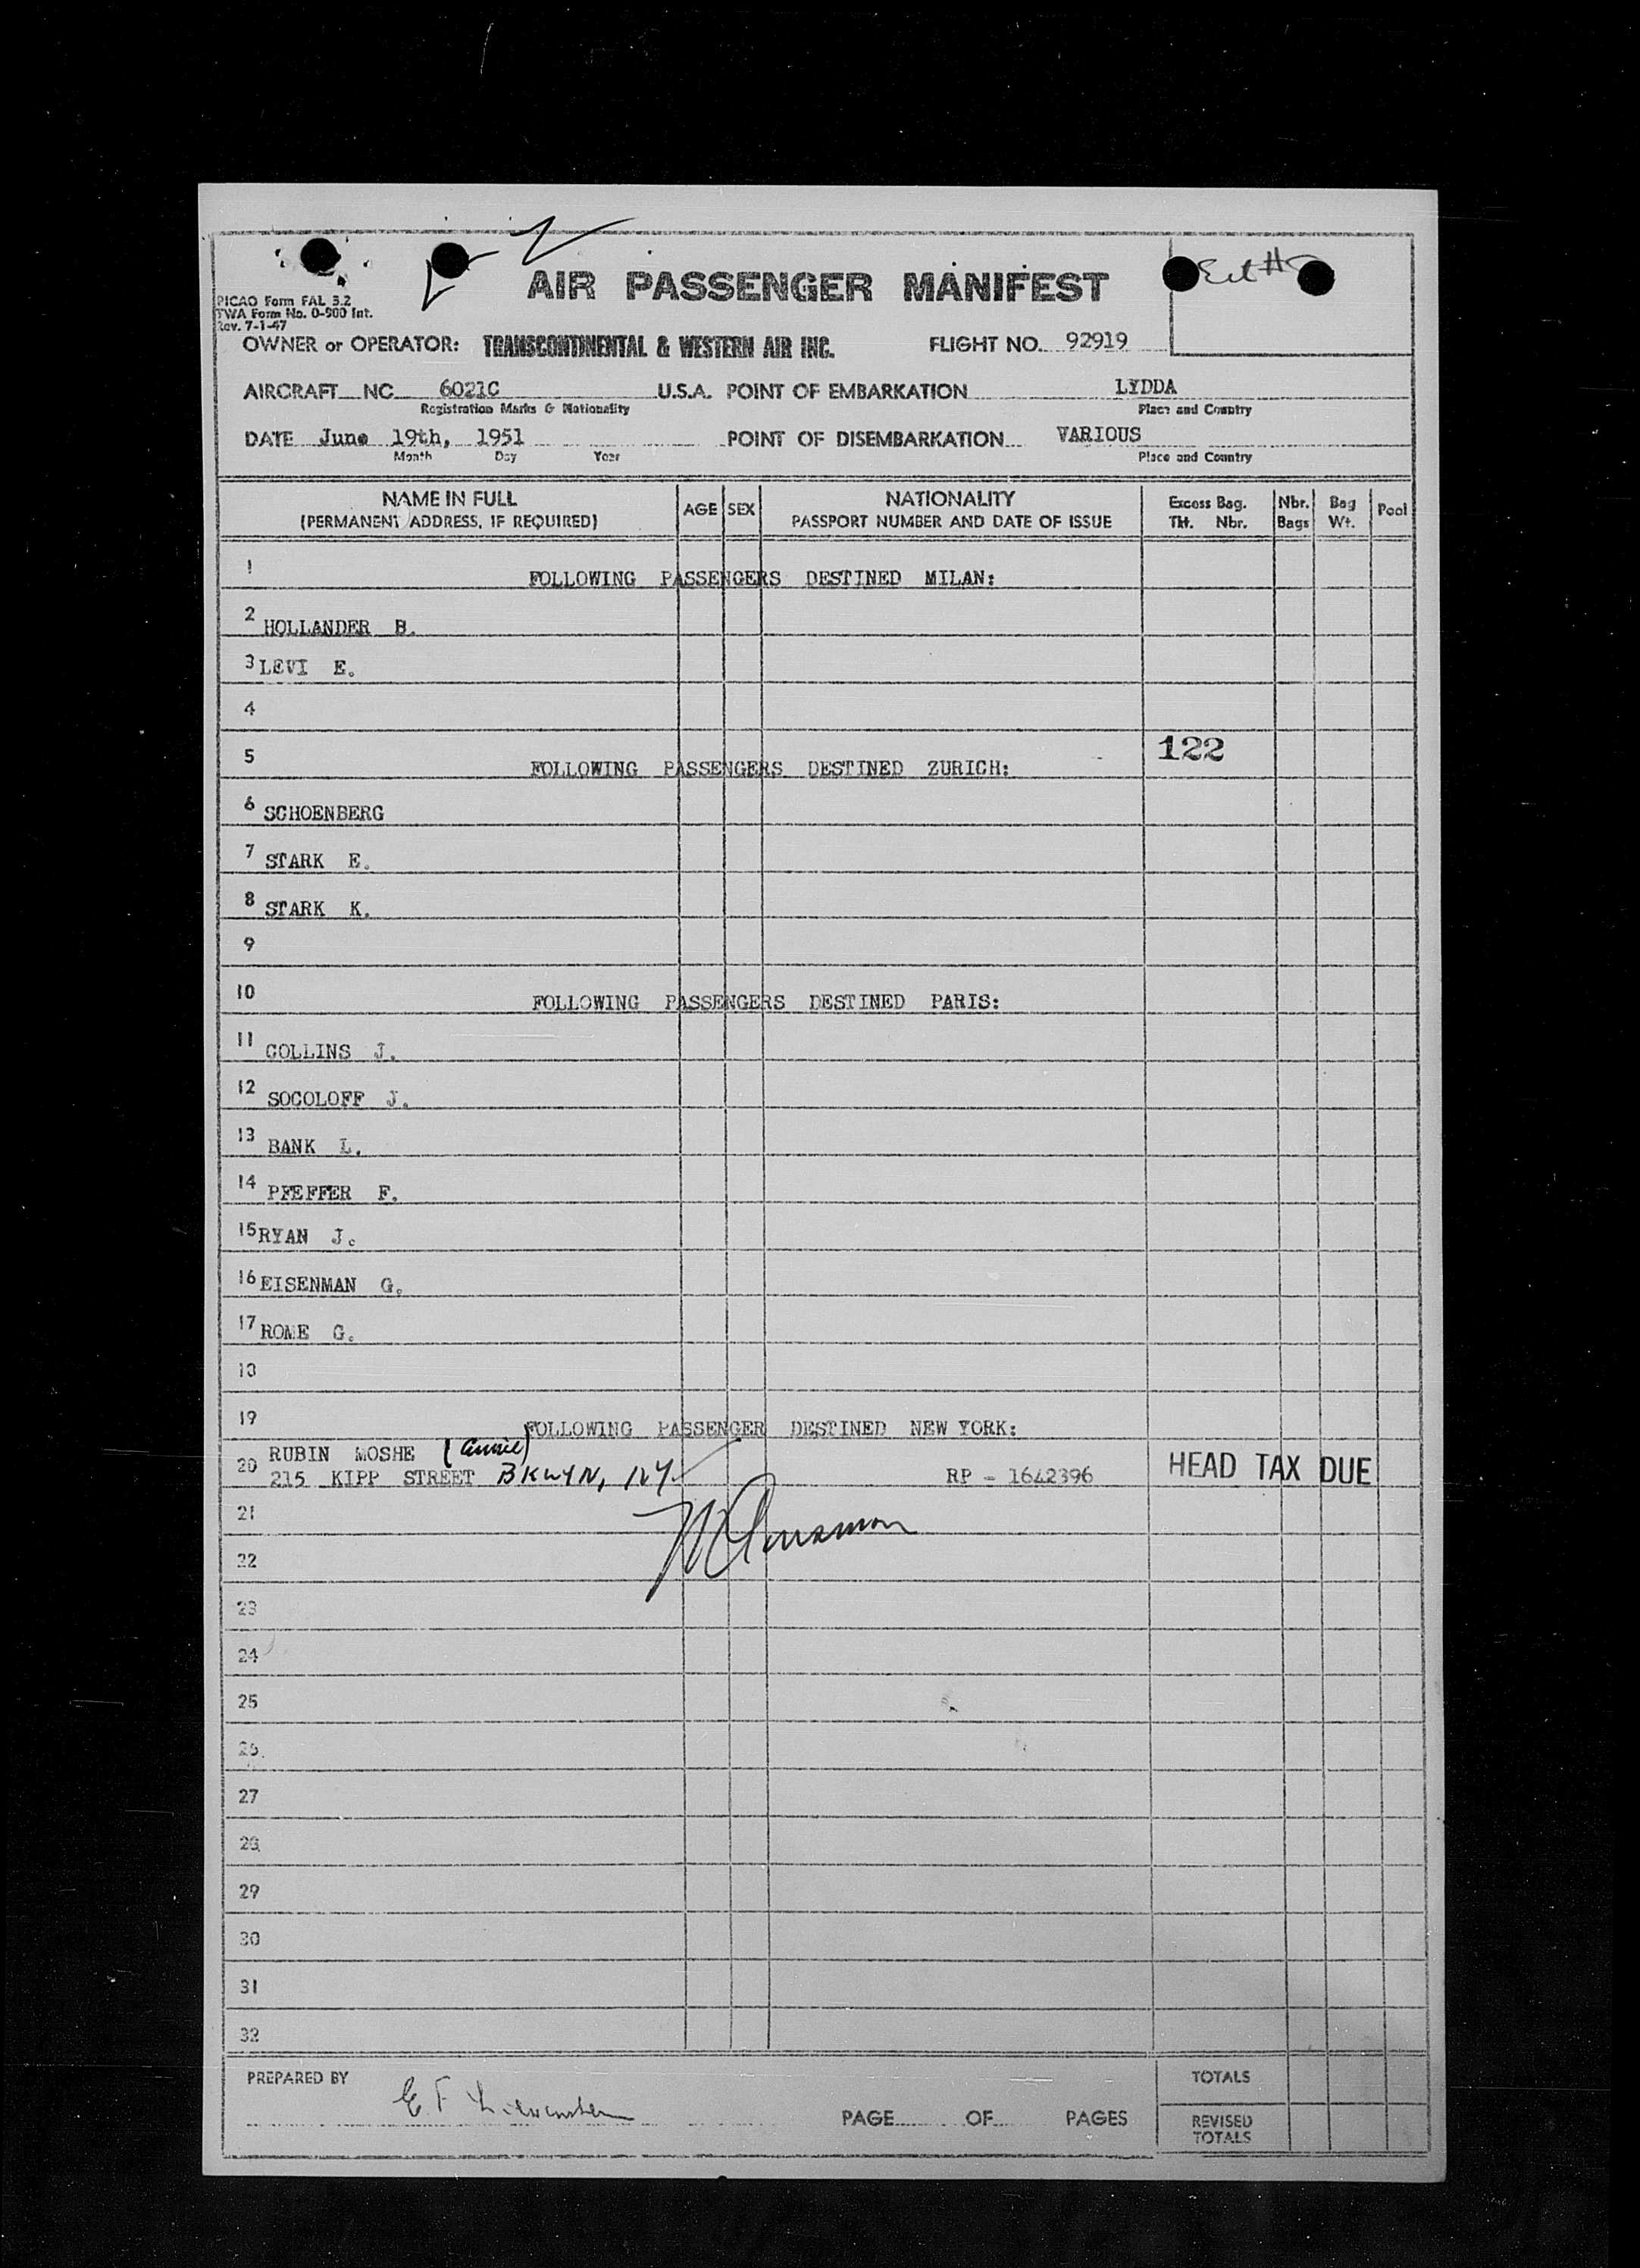 AIR PASSENGER MANIFEST
PICAO Form FAL 3.2
TWA Form No. 0-900 Int.
Rev. 7-1-47
OWNER or OPERATOR: TRANSCONTINENTAL & WESTERN AIR INC. FLIGHT NO. 92919
AIRCRAFT NC 6021C U.S.A. POINT OF EMBARKATION LYDDA
Registration Marks & Nationality Place and Country
DATE June 19th, 1951 POINT OF DISEMBARKATION VARIOUS
Month Day Year Place and Country
NAME IN FULL (PERMANENT ADDRESS, IF REQUIRED) AGE SEX NATIONALITY PASSPORT NUMBER AND DATE OF ISSUE Excess Bag. Tkt. Nbr. Nbr. Bags Bag Wt. Pool
1 FOLLOWING PASSENGERS DESTINED MILAN:
2 HOLLANDER B.
3 LEVI E.
4
5 FOLLOWING PASSENGERS DESTINED ZURICH: 122
6 SCHOENBERG
7 STARK E.
8 STARK K.
9
10 FOLLOWING PASSENGERS DESTINED PARIS:
11 COLLINS J.
12 SOCOLOFF J.
13 BANK L.
14 PFEFFER F.
15 RYAN J.
16 EISENMAN G.
17 ROME G.
18
19 FOLLOWING PASSENGER DESTINED NEW YORK:
RUBIN MOSHE
20 215 KIPP STREET BKLYN, NY RP - 1642396 HEAD TAX DUE
21
22
23
24
25
26
27
28
29
30
31
32
PREPARED BY TOTALS
PAGE OF PAGES REVISED TOTALS